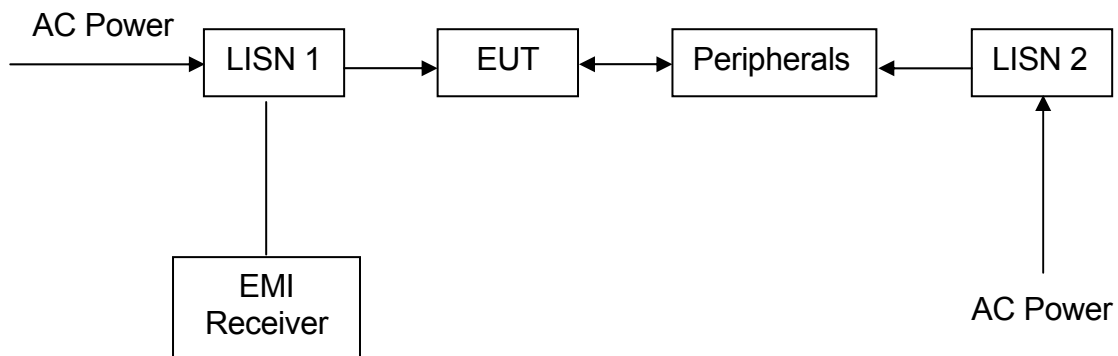 AC Power
LISN 1
EUT
Peripherals
LISN 2
EMI
Receiver
AC Power